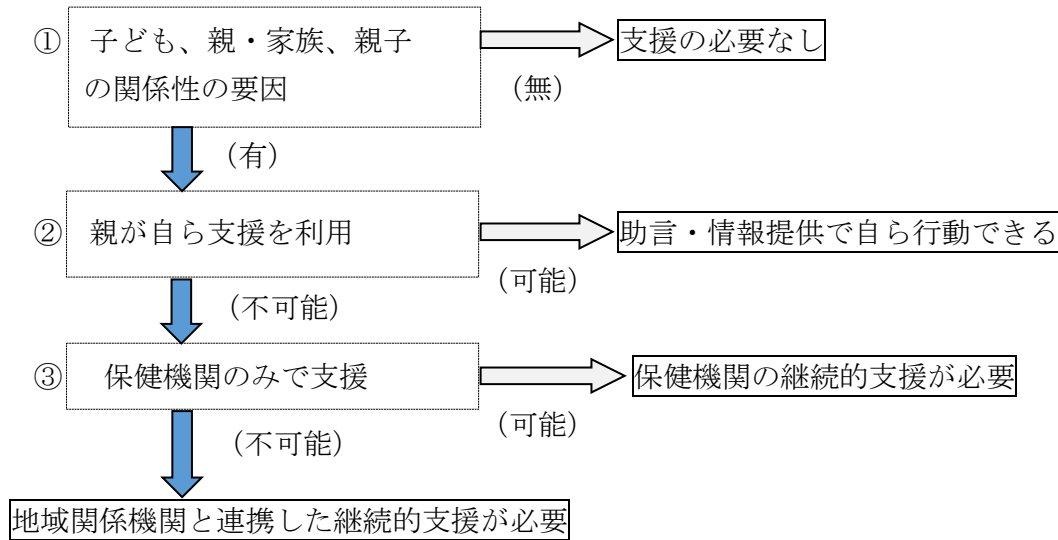 ① 子ども、親・家族、親子
の関係性の要因
支援の必要なし
(無)
(有)
② 親が自ら支援を利用
助言・情報提供で自ら行動できる
(可能)
(不可能)
③ 保健機関のみで支援
保健機関の継続的支援が必要
(可能)
(不可能)
地域関係機関と連携した継続的支援が必要